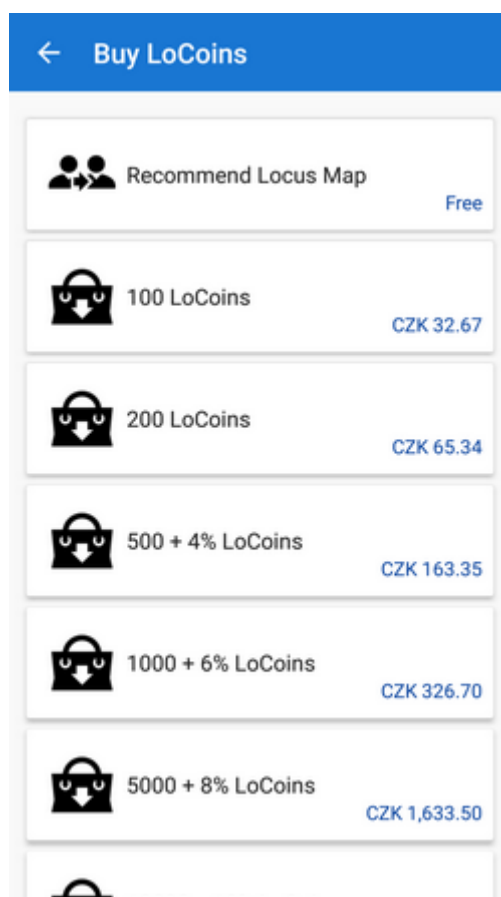 Buy LoCoins
Recommend Locus Map
Free
100 LoCoins
CZK 32.67
200 LoCoins
CZK 65.34
500 + 4% LoCoins
CZK 163.35
1000 + 6% LoCoins
CZK 326.70
5000 + 8% LoCoins
CZK 1,633.50